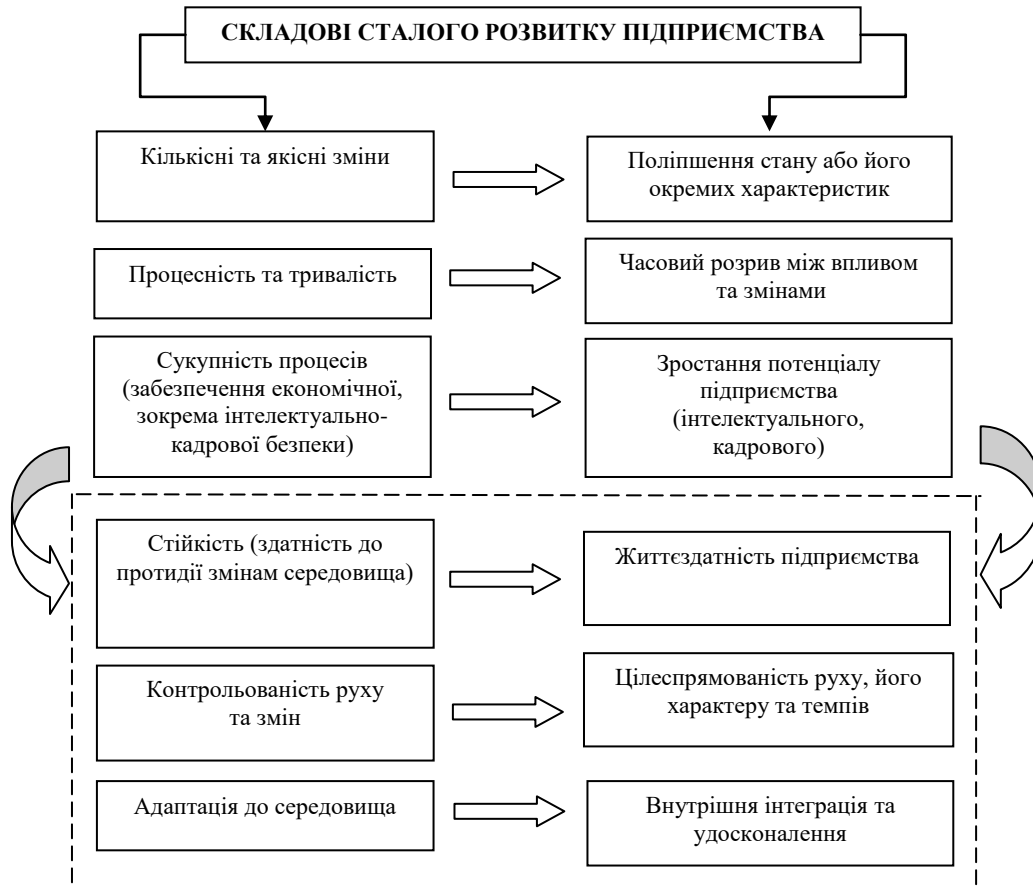 СКЛАДОВІ СТАЛОГО РОЗВИТКУ ПІДПРИЄМСТВА
Кількісні та якісні зміни
Поліпшення стану або його
окремих характеристик
Процесність та тривалість
Часовий розрив між впливом
та змінами
Сукупність процесів
(забезпечення економічної,
зокрема інтелектуально-
кадрової безпеки)
Зростання потенціалу
підприємства
(інтелектуального,
кадрового)
Стійкість (здатність до
протидії змінам середовища)
Життєздатність підприємства
Контрольованість руху
та змін
Цілеспрямованість руху, його
характеру та темпів
Адаптація до середовища
Внутрішня інтеграція та
удосконалення